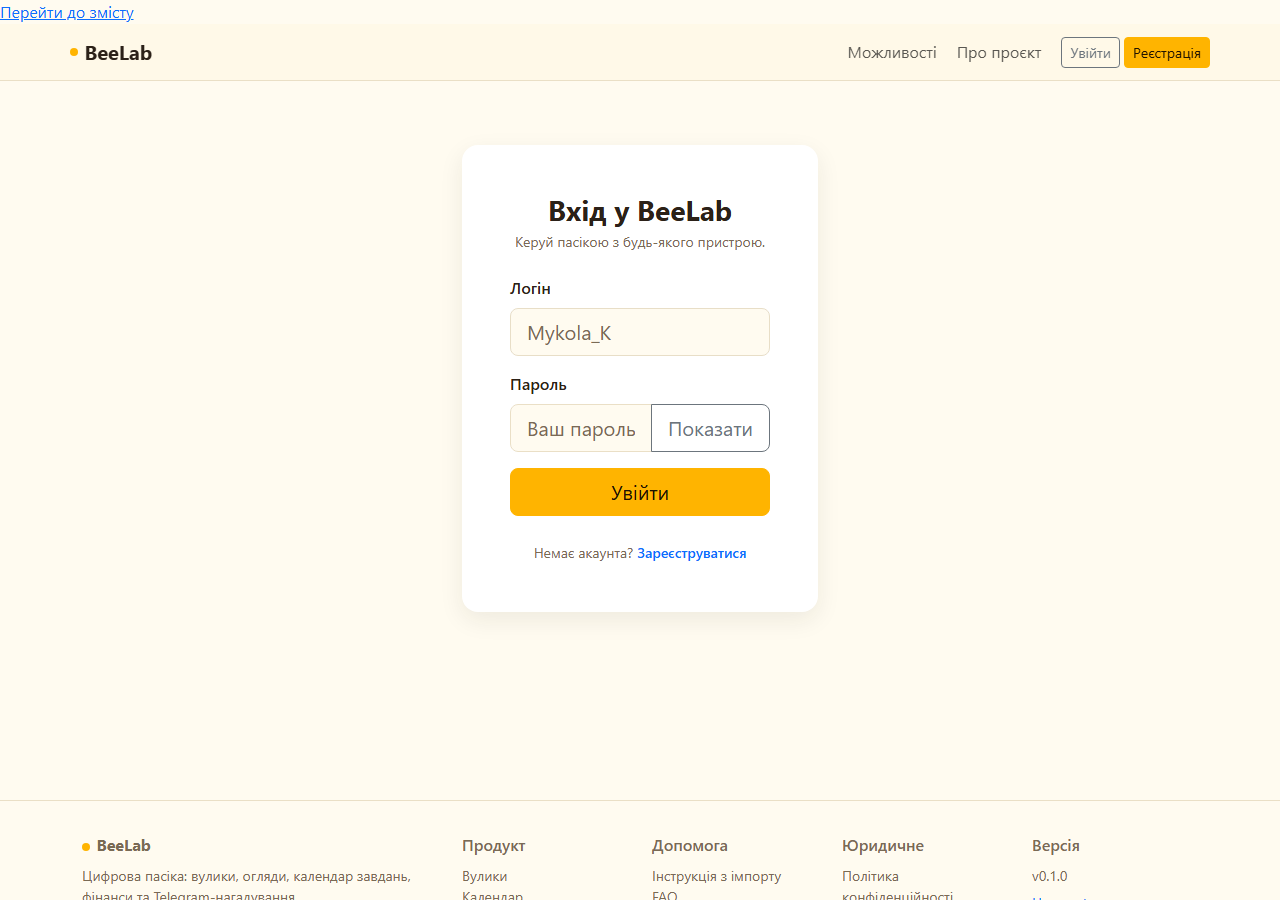 Перейти до змісту
BeeLab
Можливості Про проєкт Увійти Реєстрація
Вхід у BeeLab
Керуй пасікою з будь-якого пристрою.
Логін
Mykola_K
Пароль
Ваш пароль Показати
Увійти
Немає акаунта? Зареєструватися
BeeLab
Цифрова пасіка: вулики, огляди, календар завдань,
фінанси та Telegram-нагадування.
Продукт
Вулики
Календар
Допомога
Інструкція з імпорту
FAQ
Юридичне
Політика
конфіденційності
Версія
v0.1.0